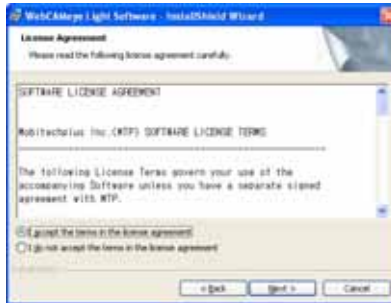 WebCAMeye Light Software - InstallShield Wizard
License Agreement
Please read the following license agreement carefully.
SOFTWARE LICENSE AGREEMENT
Mobitechplus Inc.(MTP) SOFTWARE LICENSE TERMS
The following License Terms govern your use of the
accompanying Software unless you have a separate signed
agreement with MTP.
I accept the terms in the license agreement
I do not accept the terms in the license agreement
InstallShield
< Back
Next >
Cancel